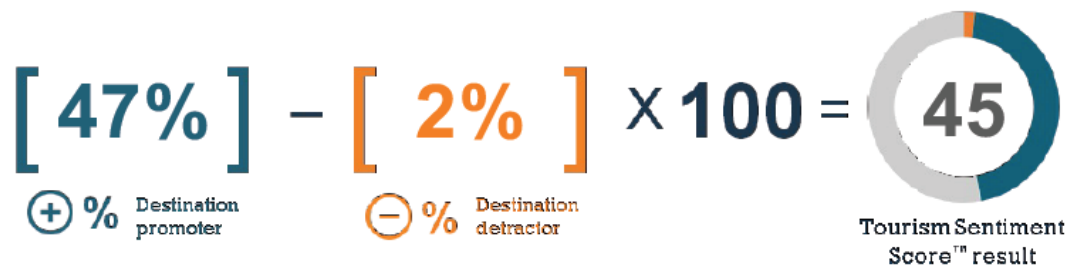 [ 47% ] – [ 2% ] X 100 = 45
+ % Destination promoter
− % Destination detractor
Tourism Sentiment
Score™ result